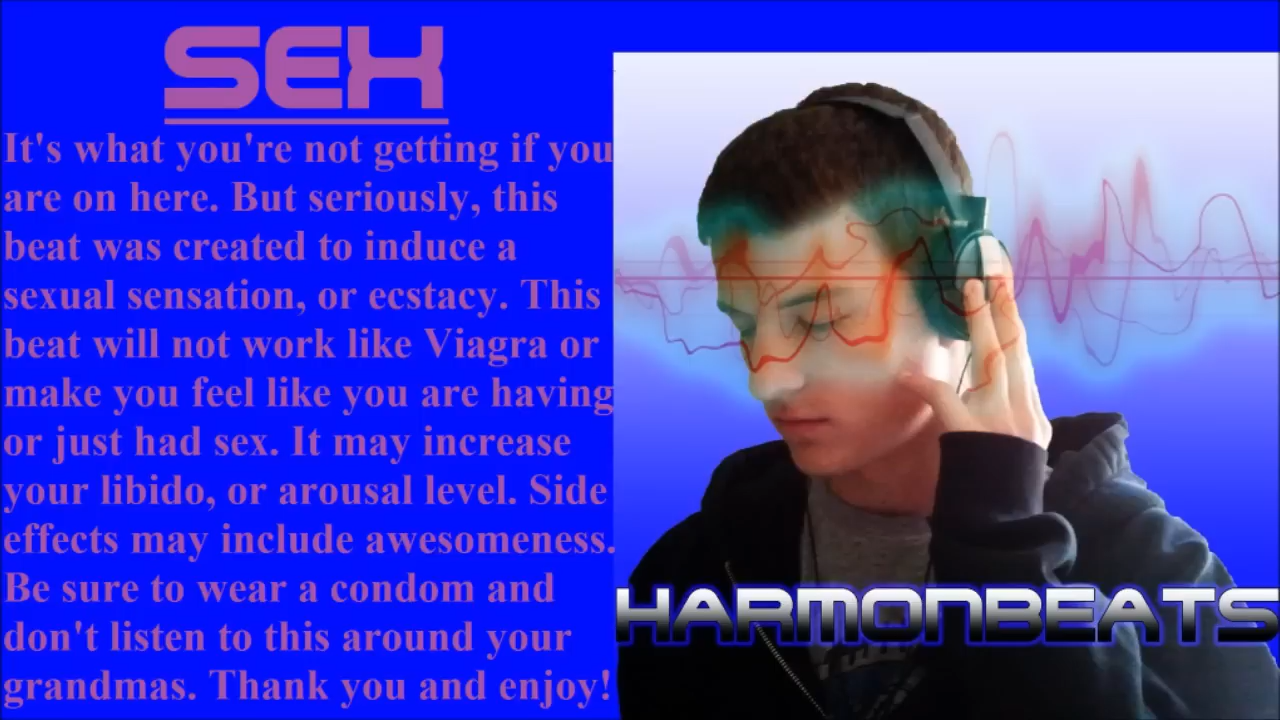 SEX
It's what you're not getting if you
are on here. But seriously, this
beat was created to induce a
sexual sensation, or ecstacy. This
beat will not work like Viagra or
make you feel like you are having
or just had sex. It may increase
your libido, or arousal level. Side
effects may include awesomeness.
Be sure to wear a condom and
don't listen to this around your
grandmas. Thank you and enjoy!
HARMONBEATS